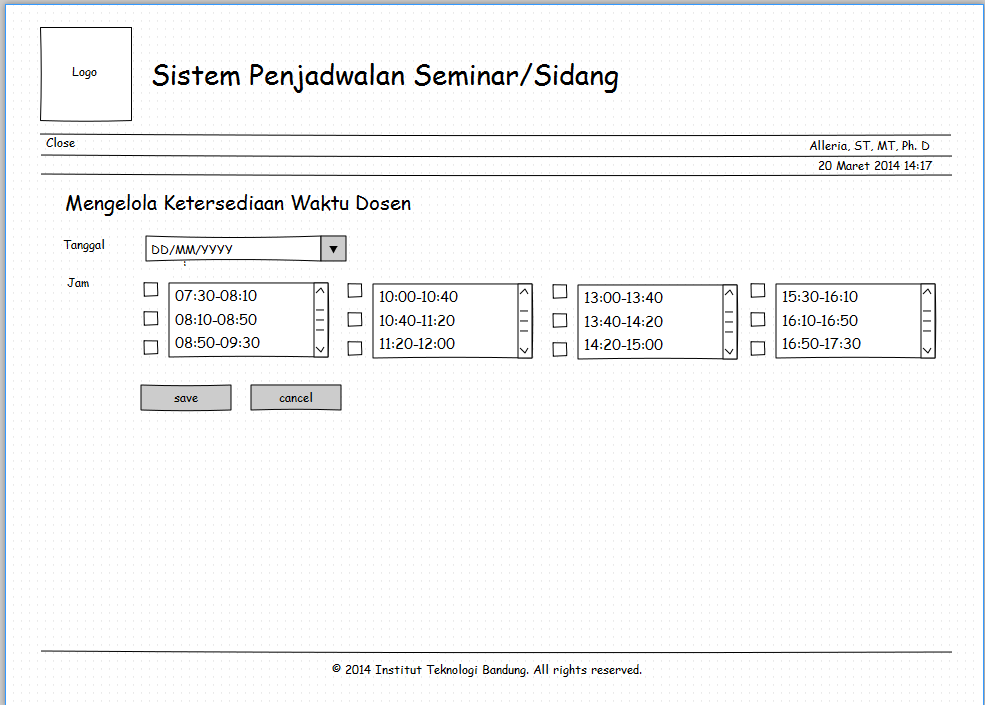 Logo
Sistem Penjadwalan Seminar/Sidang
Close
Alleria, ST, MT, Ph. D
20 Maret 2014 14:17
Mengelola Ketersediaan Waktu Dosen
Tanggal
DD/MM/YYYY
Jam
07:30-08:10
08:10-08:50
08:50-09:30
10:00-10:40
10:40-11:20
11:20-12:00
13:00-13:40
13:40-14:20
14:20-15:00
15:30-16:10
16:10-16:50
16:50-17:30
save
cancel
© 2014 Institut Teknologi Bandung. All rights reserved.